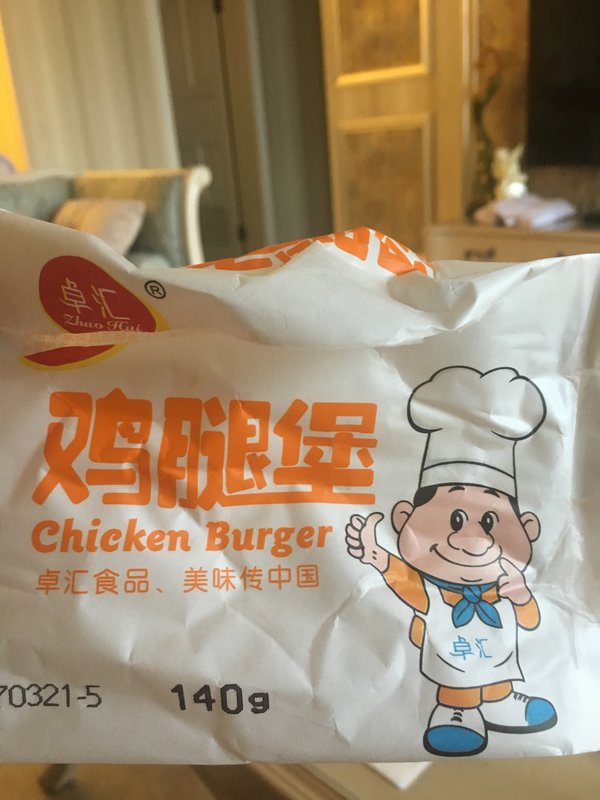 卓汇
Zhuo Hui
®
鸡腿堡
Chicken Burger
卓汇食品、美味传中国
卓汇
70321-5
140g